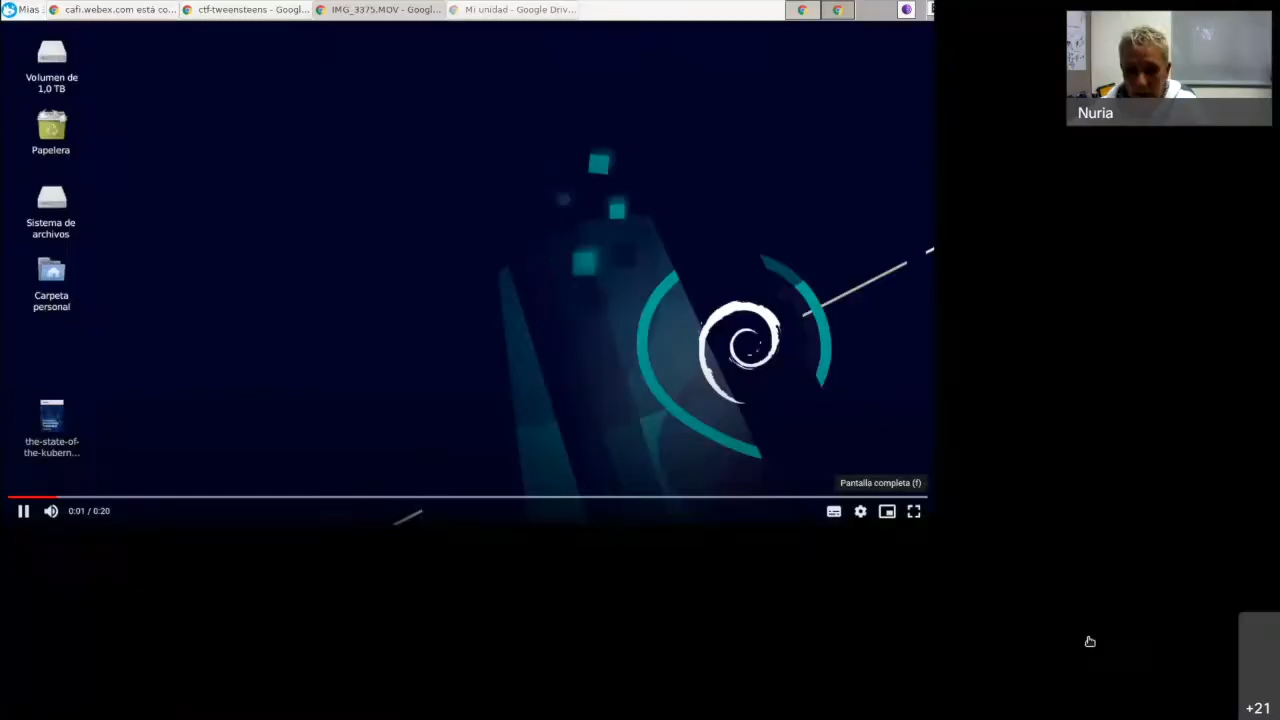 Mias
cafi.webex.com está co...
ctf-tweensteens - Googl...
IMG_3375.MOV - Googl...
Mi unidad - Google Driv...
Volumen de
1,0 TB
Papelera
Sistema de
archivos
Carpeta
personal
the-state-of-
the-kubern...
Nuria
Pantalla completa (f)
0:01 / 0:20
+21